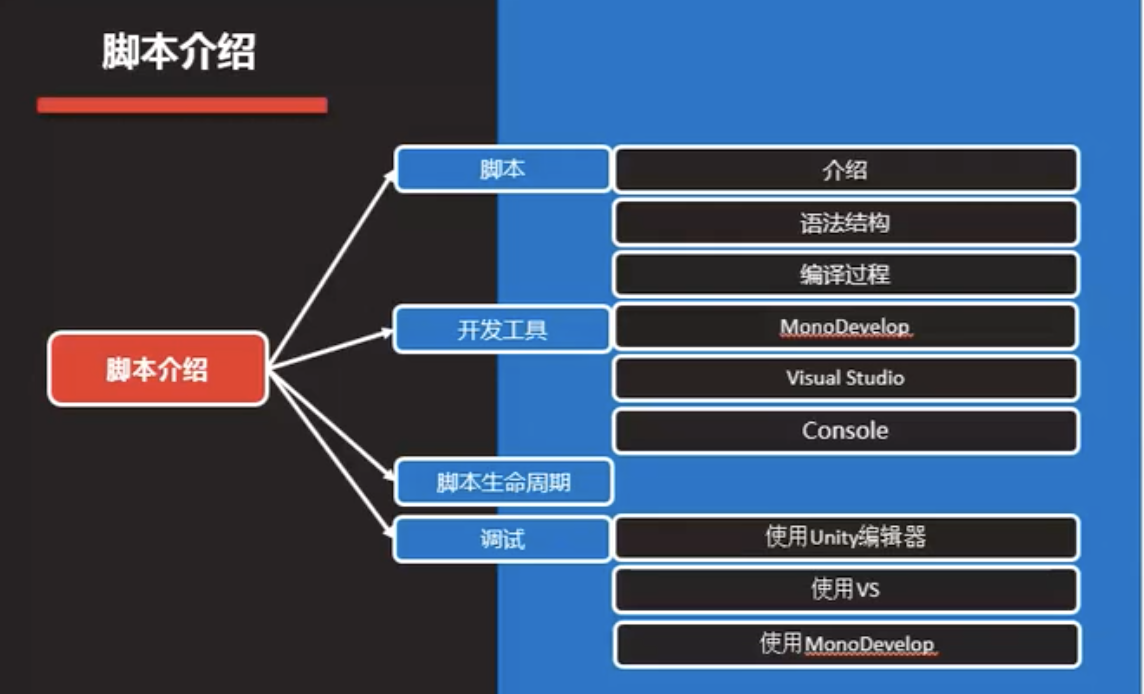 脚本介绍
脚本介绍
脚本
介绍
语法结构
编译过程
开发工具
MonoDevelop
Visual Studio
Console
脚本生命周期
调试
使用Unity编辑器
使用VS
使用MonoDevelop